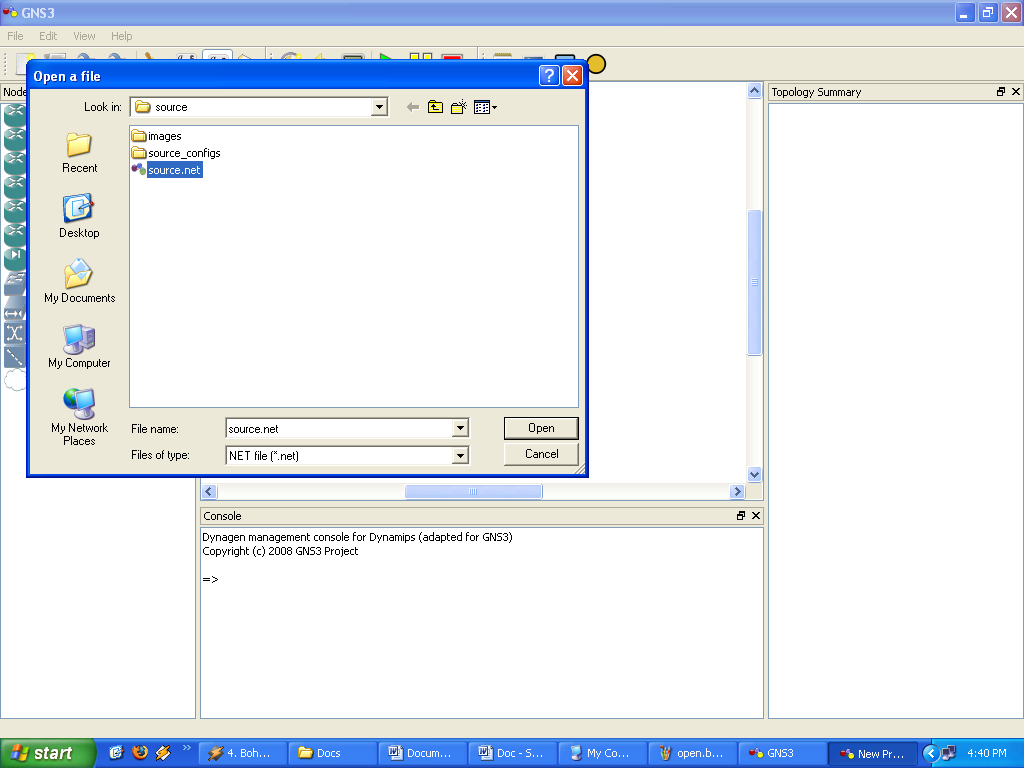 GNS3
File Edit View Help
Open a file
Node
Topology Summary
Look in: source
images
source_configs
source.net
Recent
Desktop
My Documents
My Computer
My Network
Places
File name: source.net Open
Files of type: NET file (*.net) Cancel
Console
Dynagen management console for Dynamips (adapted for GNS3)
Copyright (c) 2008 GNS3 Project
=>
start 4. Boh... Docs Docum... Doc - S... My Co... open.b... GNS3 New Pr... 4:40 PM